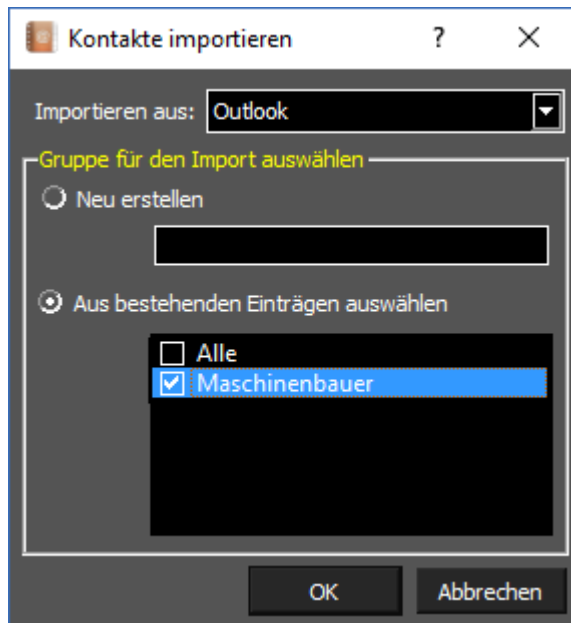 Kontakte importieren ?
Importieren aus: Outlook
Gruppe für den Import auswählen
Neu erstellen
Aus bestehenden Einträgen auswählen
Alle
Maschinenbauer
OK Abbrechen